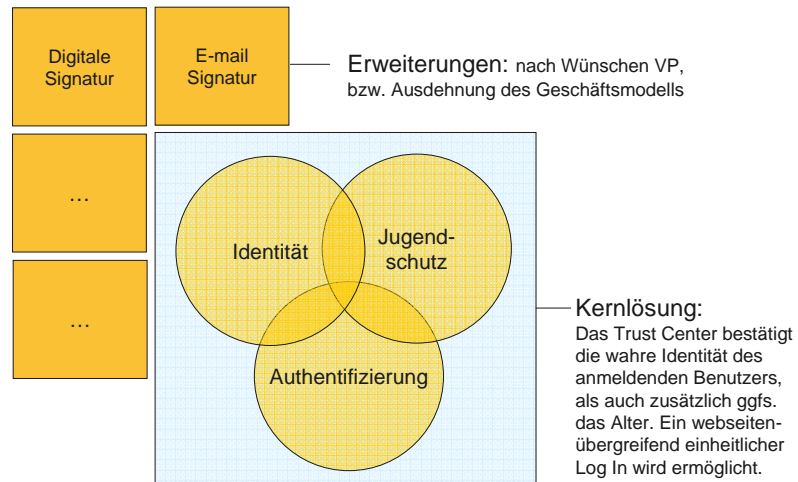 Digitale
Signatur
E-mail
Signatur
Erweiterungen: nach Wünschen VP,
bzw. Ausdehnung des Geschäftsmodells
…
…
Identität
Jugend-
schutz
Authentifizierung
Kernlösung:
Das Trust Center bestätigt
die wahre Identität des
anmeldenden Benutzers,
als auch zusätzlich ggfs.
das Alter. Ein webseiten-
übergreifend einheitlicher
Log In wird ermöglicht.